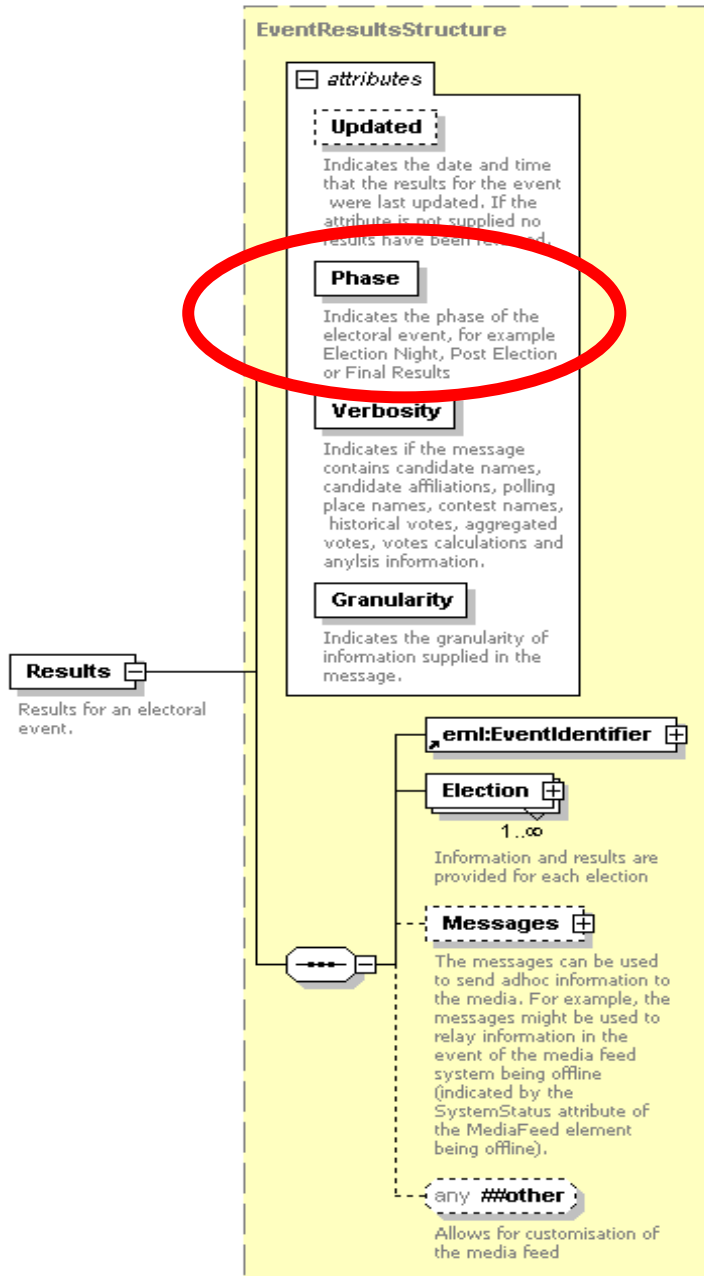 EventResultsStructure
attributes
Updated
Indicates the date and time
that the results for the event
were last updated. If the
attribute is not supplied no
results have been
Phase
Indicates the phase of the
electoral event, for example
Election Night, Post Election
or Final Results
Verbosity
Indicates if the message
contains candidate names,
candidate affiliations, polling
place names, contest names,
historical votes, aggregated
votes, votes calculations and
anylsis information.
Granularity
Indicates the granularity of
information supplied in the
message.
Results
Results for an electoral
event.
eml:EventIdentifier
Election
1..∞
Information and results are
provided for each election
Messages
The messages can be used
to send adhoc information to
the media. For example, the
messages might be used to
relay information in the
event of the media feed
system being offline
(indicated by the
SystemStatus attribute of
the MediaFeed element
being offline).
any ##other
Allows for customisation of
the media feed